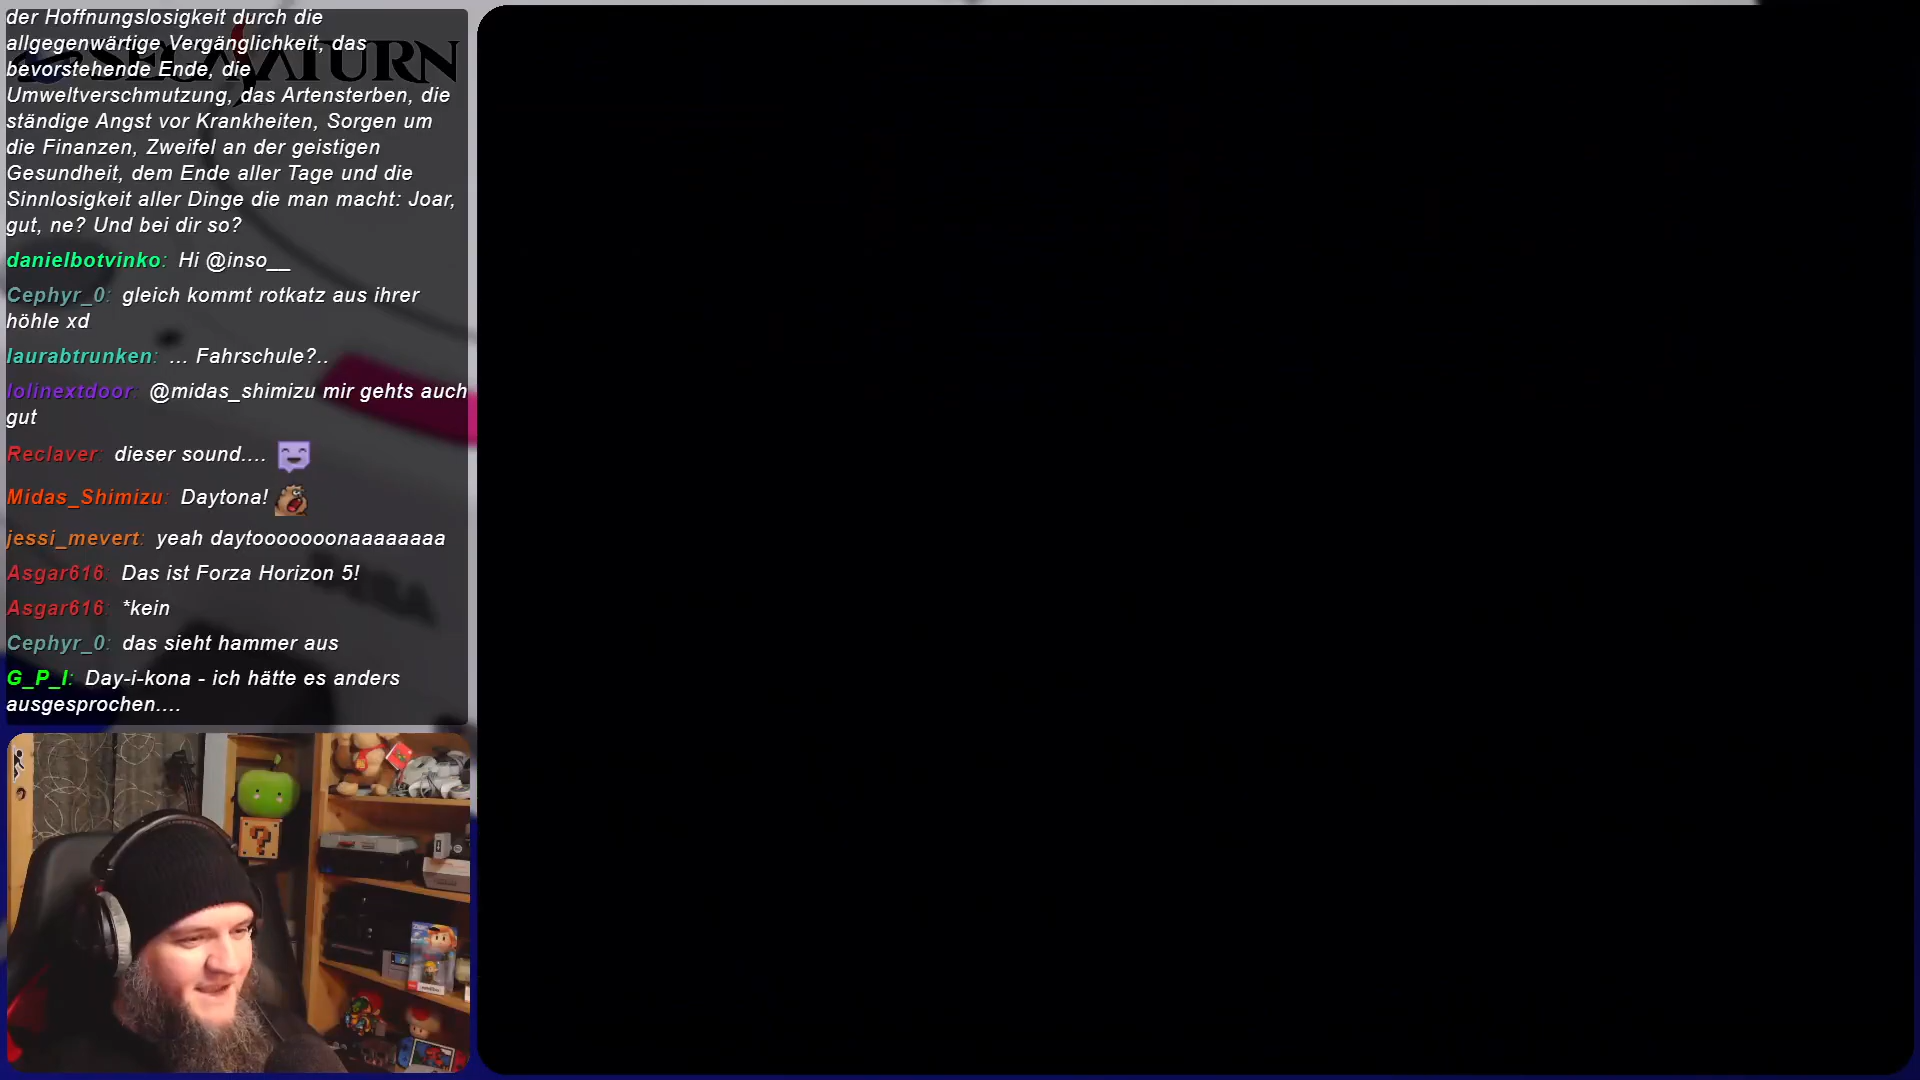 der Hoffnungslosigkeit durch die
allgegenwärtige Vergänglichkeit, das
bevorstehende Ende, die
SEGA SATURN
Umweltverschmutzung, das Artensterben, die
ständige Angst vor Krankheiten, Sorgen um
die Finanzen, Zweifel an der geistigen
Gesundheit, dem Ende aller Tage und die
Sinnlosigkeit aller Dinge die man macht: Joar,
gut, ne? Und bei dir so?
danielbotvinko: Hi @inso__
Cephyr_0: gleich kommt rotkatz aus ihrer
höhle xd
laurabtrunken: ... Fahrschule?..
lolinextdoor: @midas_shimizu mir gehts auch
gut
Reclaver: dieser sound....
Midas_Shimizu: Daytona!
jessi_mevert: yeah daytooooooonaaaaaaaa
Asgar616: Das ist Forza Horizon 5!
Asgar616: *kein
Cephyr_0: das sieht hammer aus
G_P_I: Day-i-kona - ich hätte es anders
ausgesprochen....